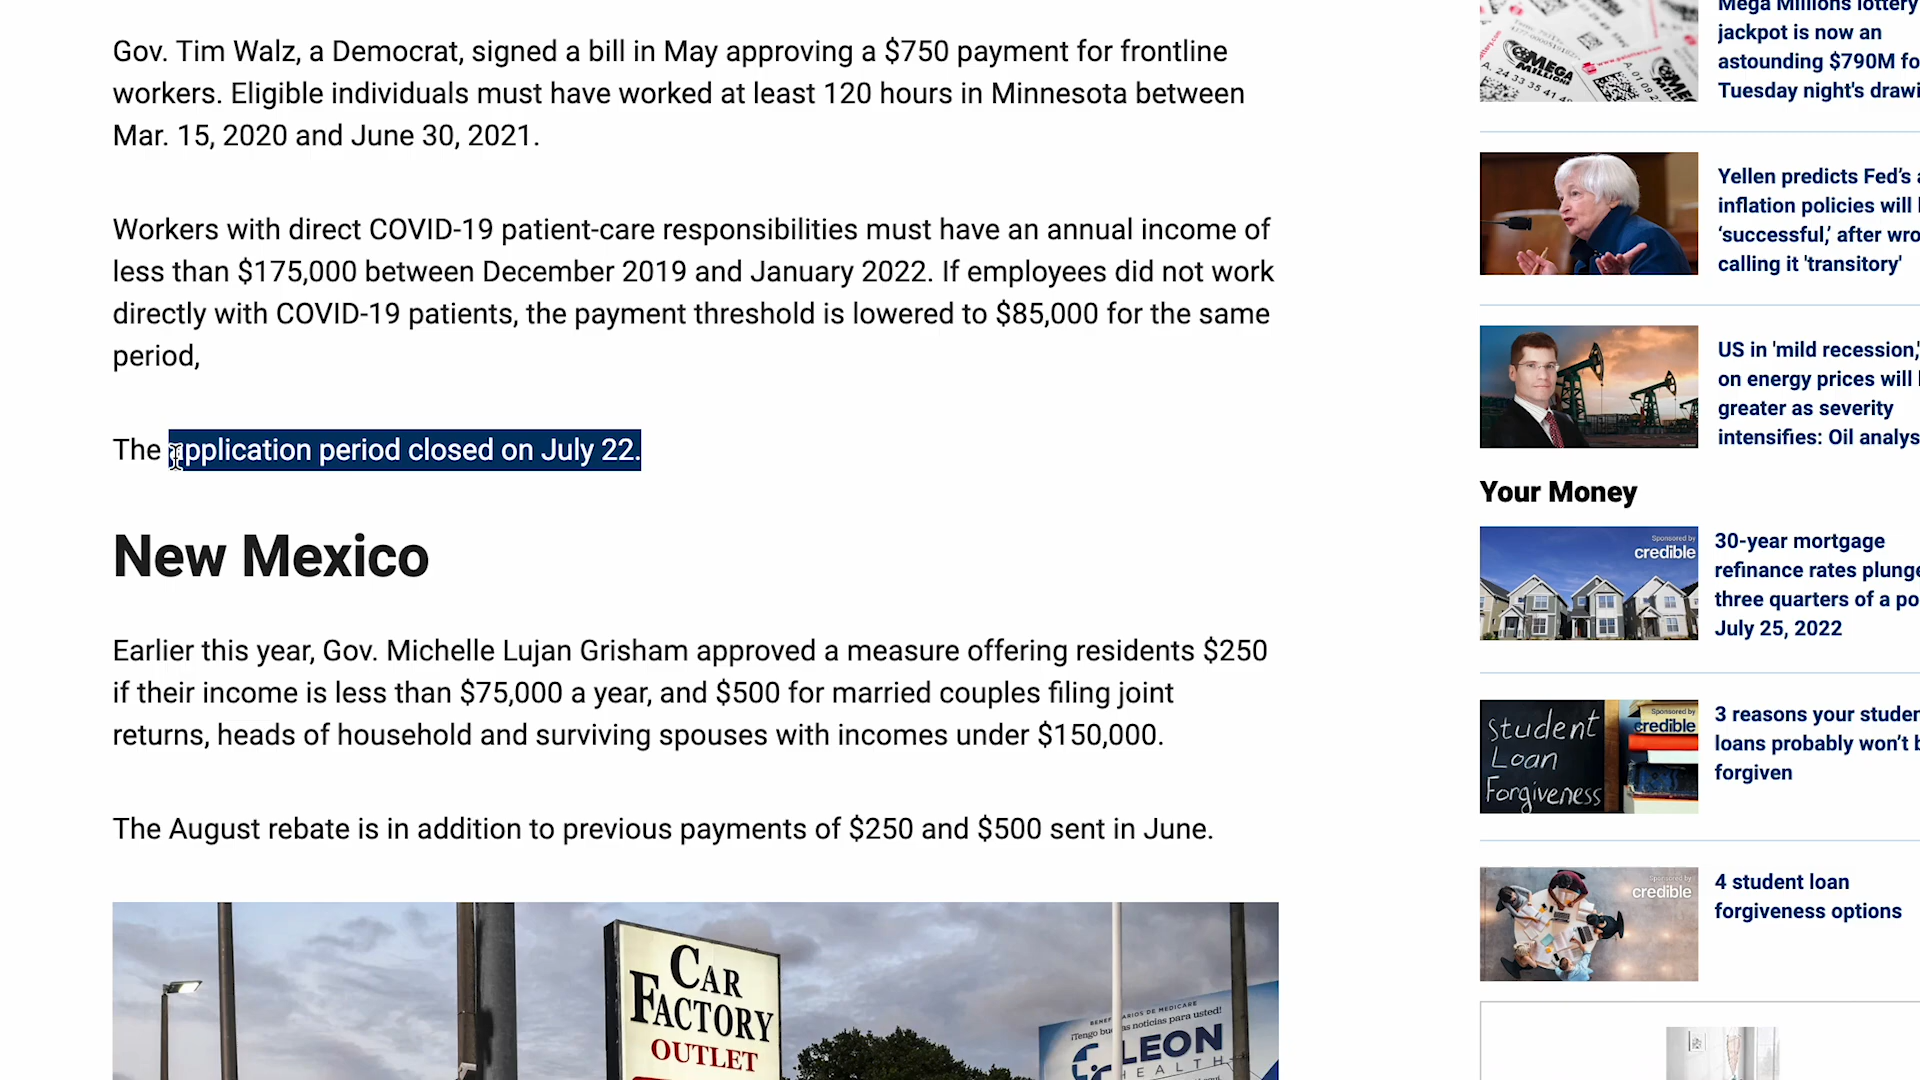 Gov. Tim Walz, a Democrat, signed a bill in May approving a $750 payment for frontline
workers. Eligible individuals must have worked at least 120 hours in Minnesota between
Mar. 15, 2020 and June 30, 2021.
Workers with direct COVID-19 patient-care responsibilities must have an annual income of
less than $175,000 between December 2019 and January 2022. If employees did not work
directly with COVID-19 patients, the payment threshold is lowered to $85,000 for the same
period,
The application period closed on July 22.
New Mexico
Earlier this year, Gov. Michelle Lujan Grisham approved a measure offering residents $250
if their income is less than $75,000 a year, and $500 for married couples filing joint
returns, heads of household and surviving spouses with incomes under $150,000.
The August rebate is in addition to previous payments of $250 and $500 sent in June.
CAR
FACTORY
OUTLET
¡Tengo buenas noticias para usted!
LEON
HEALTH
Mega Millions lottery
jackpot is now an
astounding $790M fo
Tuesday night's drawi
MEGA
MILLIONS
Yellen predicts Fed's a
inflation policies will
'successful,' after wro
calling it 'transitory'
US in 'mild recession,'
on energy prices will
greater as severity
intensifies: Oil analys
Your Money
Sponsored by
credible
30-year mortgage
refinance rates plunge
three quarters of a po
July 25, 2022
Student
Loan
Forgiveness
Sponsored by
credible
3 reasons your studen
loans probably won't b
forgiven
Sponsored by
credible
4 student loan
forgiveness options